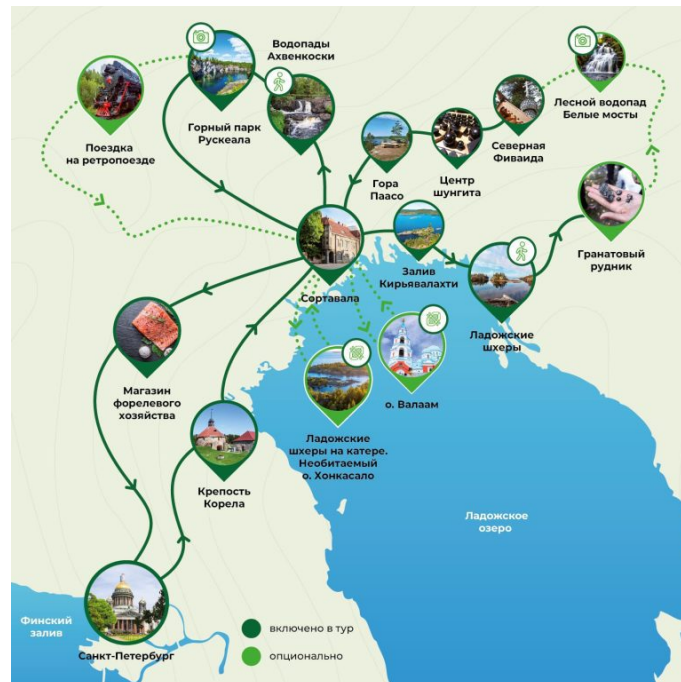 Водопады
Ахвенкоски
Поездка
на ретропоезде
Горный парк
Рускеала
Гора
Паасо
Центр
шунгита
Северная
Фиваида
Лесной водопад
Белые мосты
Гранатовый
рудник
Сортавала
Залив
Кирьявалахти
Ладожские
шхеры
Магазин
форелевого
хозяйства
Крепость
Корела
Ладожские
шхеры на катере.
Необитаемый
о. Хонкасало
о. Валаам
Ладожское
озеро
Финский
залив
Санкт-Петербург
включено в тур
опционально